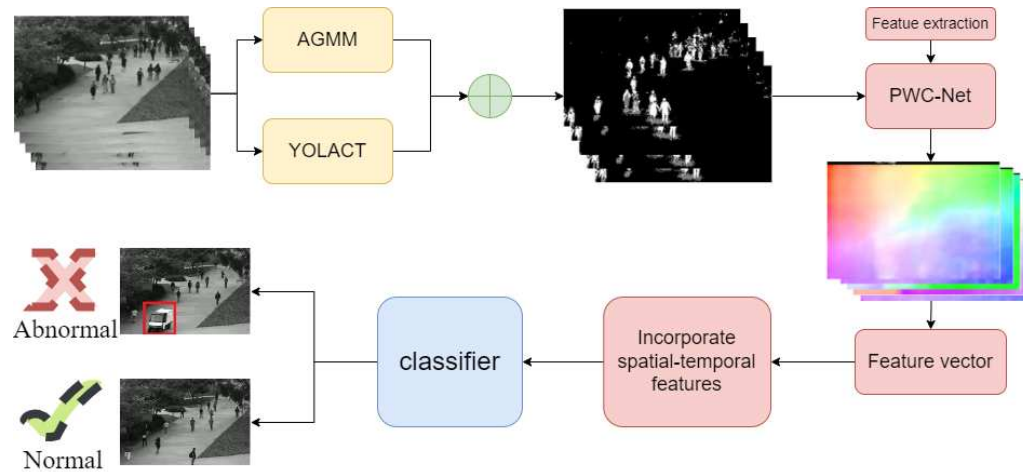 AGMM
YOLACT
Featue extraction
PWC-Net
Feature vector
Incorporate
spatial-temporal
features
classifier
Abnormal
Normal